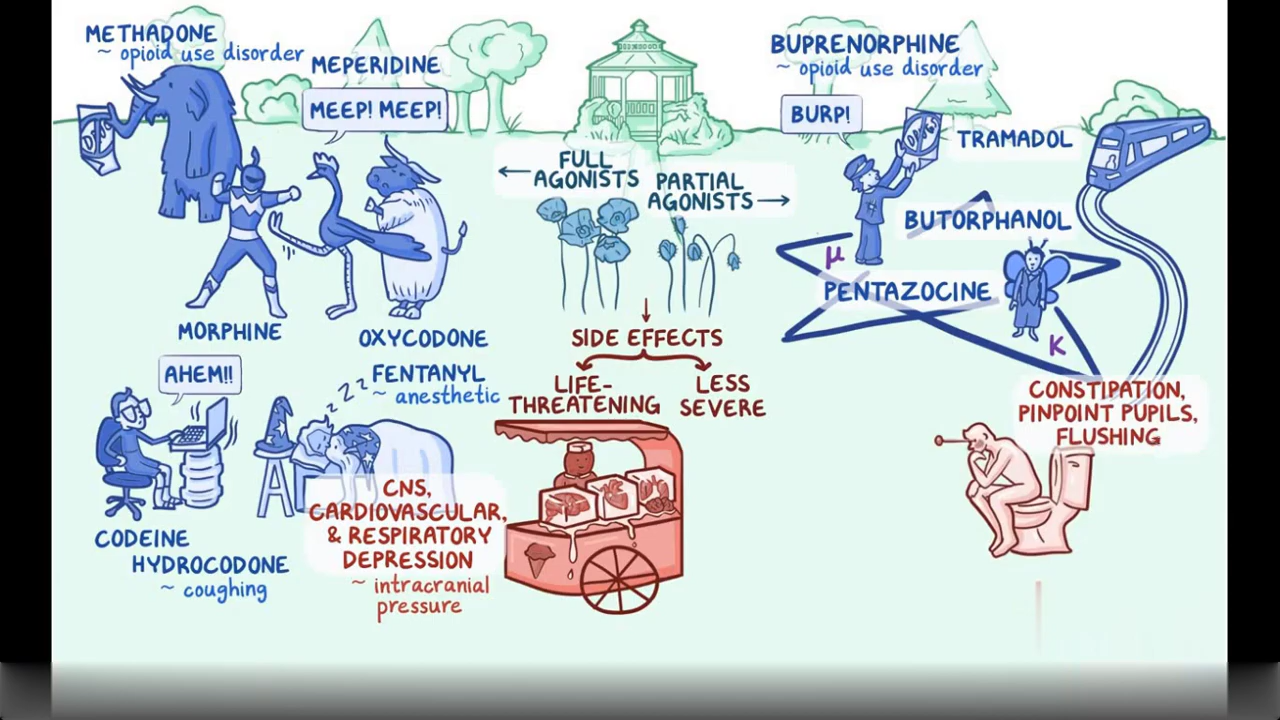 METHADONE
~ opioid use disorder
MEPERIDINE
MEEP! MEEP!
MORPHINE
OXYCODONE
AHEM!!
FENTANYL
~ anesthetic
zzz
CODEINE
HYDROCODONE
~ coughing
FULL
AGONISTS
PARTIAL
AGONISTS
SIDE EFFECTS
LIFE-
THREATENING
LESS
SEVERE
CNS,
CARDIOVASCULAR,
& RESPIRATORY
DEPRESSION
~ intracranial
pressure
BUPRENORPHINE
~ opioid use disorder
BURP!
TRAMADOL
BUTORPHANOL
μ
PENTAZOCINE
K
CONSTIPATION,
PINPOINT PUPILS,
FLUSHING